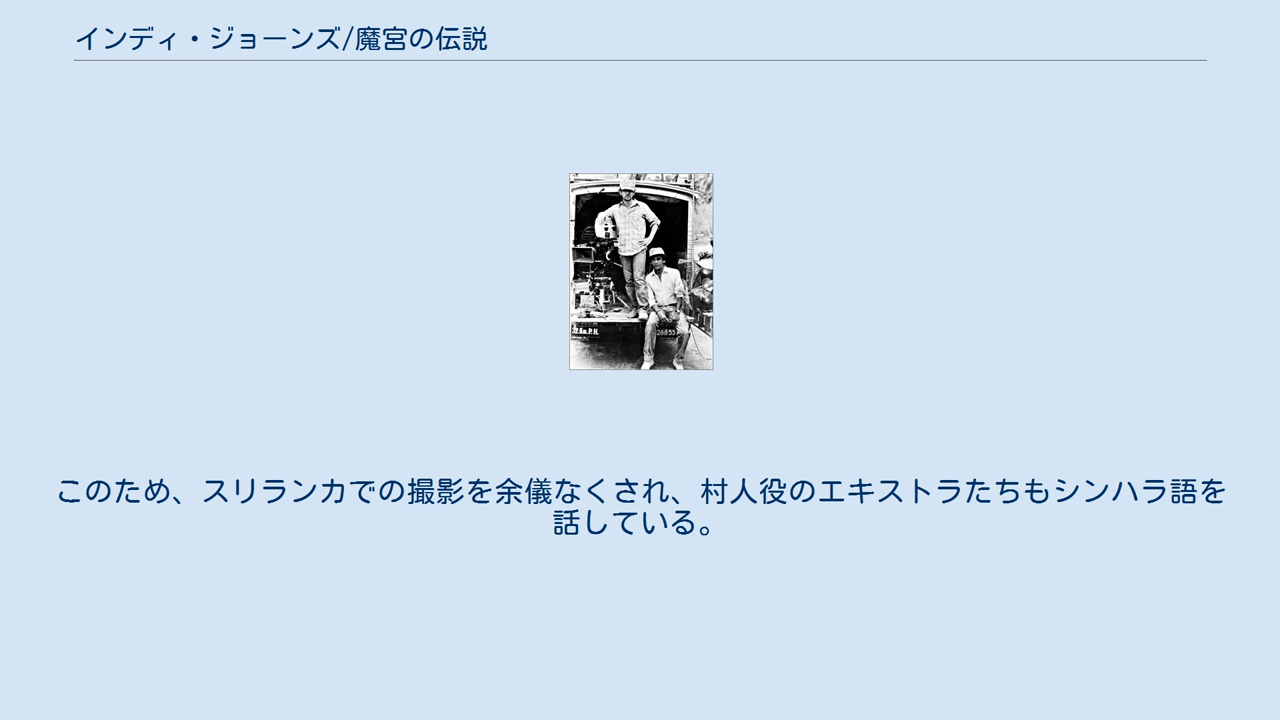 インディ・ジョーンズ/魔宮の伝説
このため、スリランカでの撮影を余儀なくされ、村人役のエキストラたちもシンハラ語を
話している。